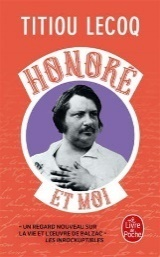 TITIOU LECOQ
HONORÉ
ET MOI
« UN REGARD NOUVEAU SUR
LA VIE ET L'ŒUVRE DE BALZAC »
LES INROCKUPTIBLES
Le Livre
de Poche